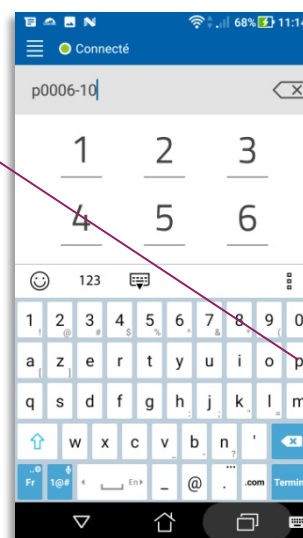 68% 11:14
Connecté
p0006-10
1 2 3
4 5 6
123
1 ! 2 @ 3 # 4 $ 5 % 6 ^ 7 & 8 * 9 ( 0
a z e r t y u i o p
q s d f g h j k l m
w x c v b n ? '
Fr 1@# En _ @ . .com Termin